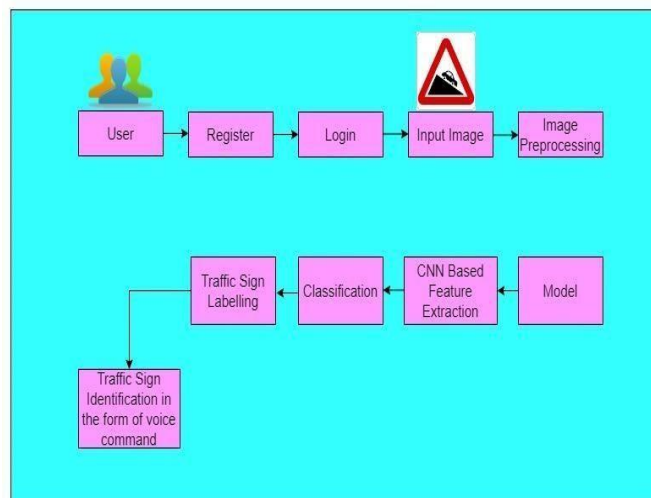 User
Register
Login
Input Image
Image
Preprocessing
Traffic Sign
Labelling
Classification
CNN Based
Feature
Extraction
Model
Traffic Sign
Identification in
the form of voice
command